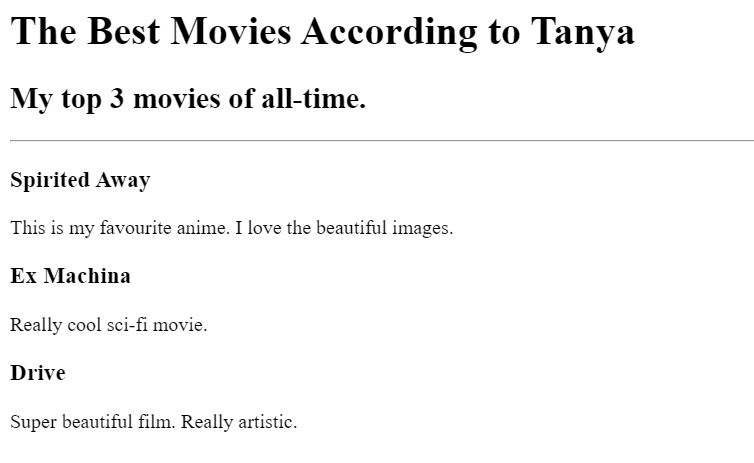 The Best Movies According to Tanya
My top 3 movies of all-time.
Spirited Away
This is my favourite anime. I love the beautiful images.
Ex Machina
Really cool sci-fi movie.
Drive
Super beautiful film. Really artistic.